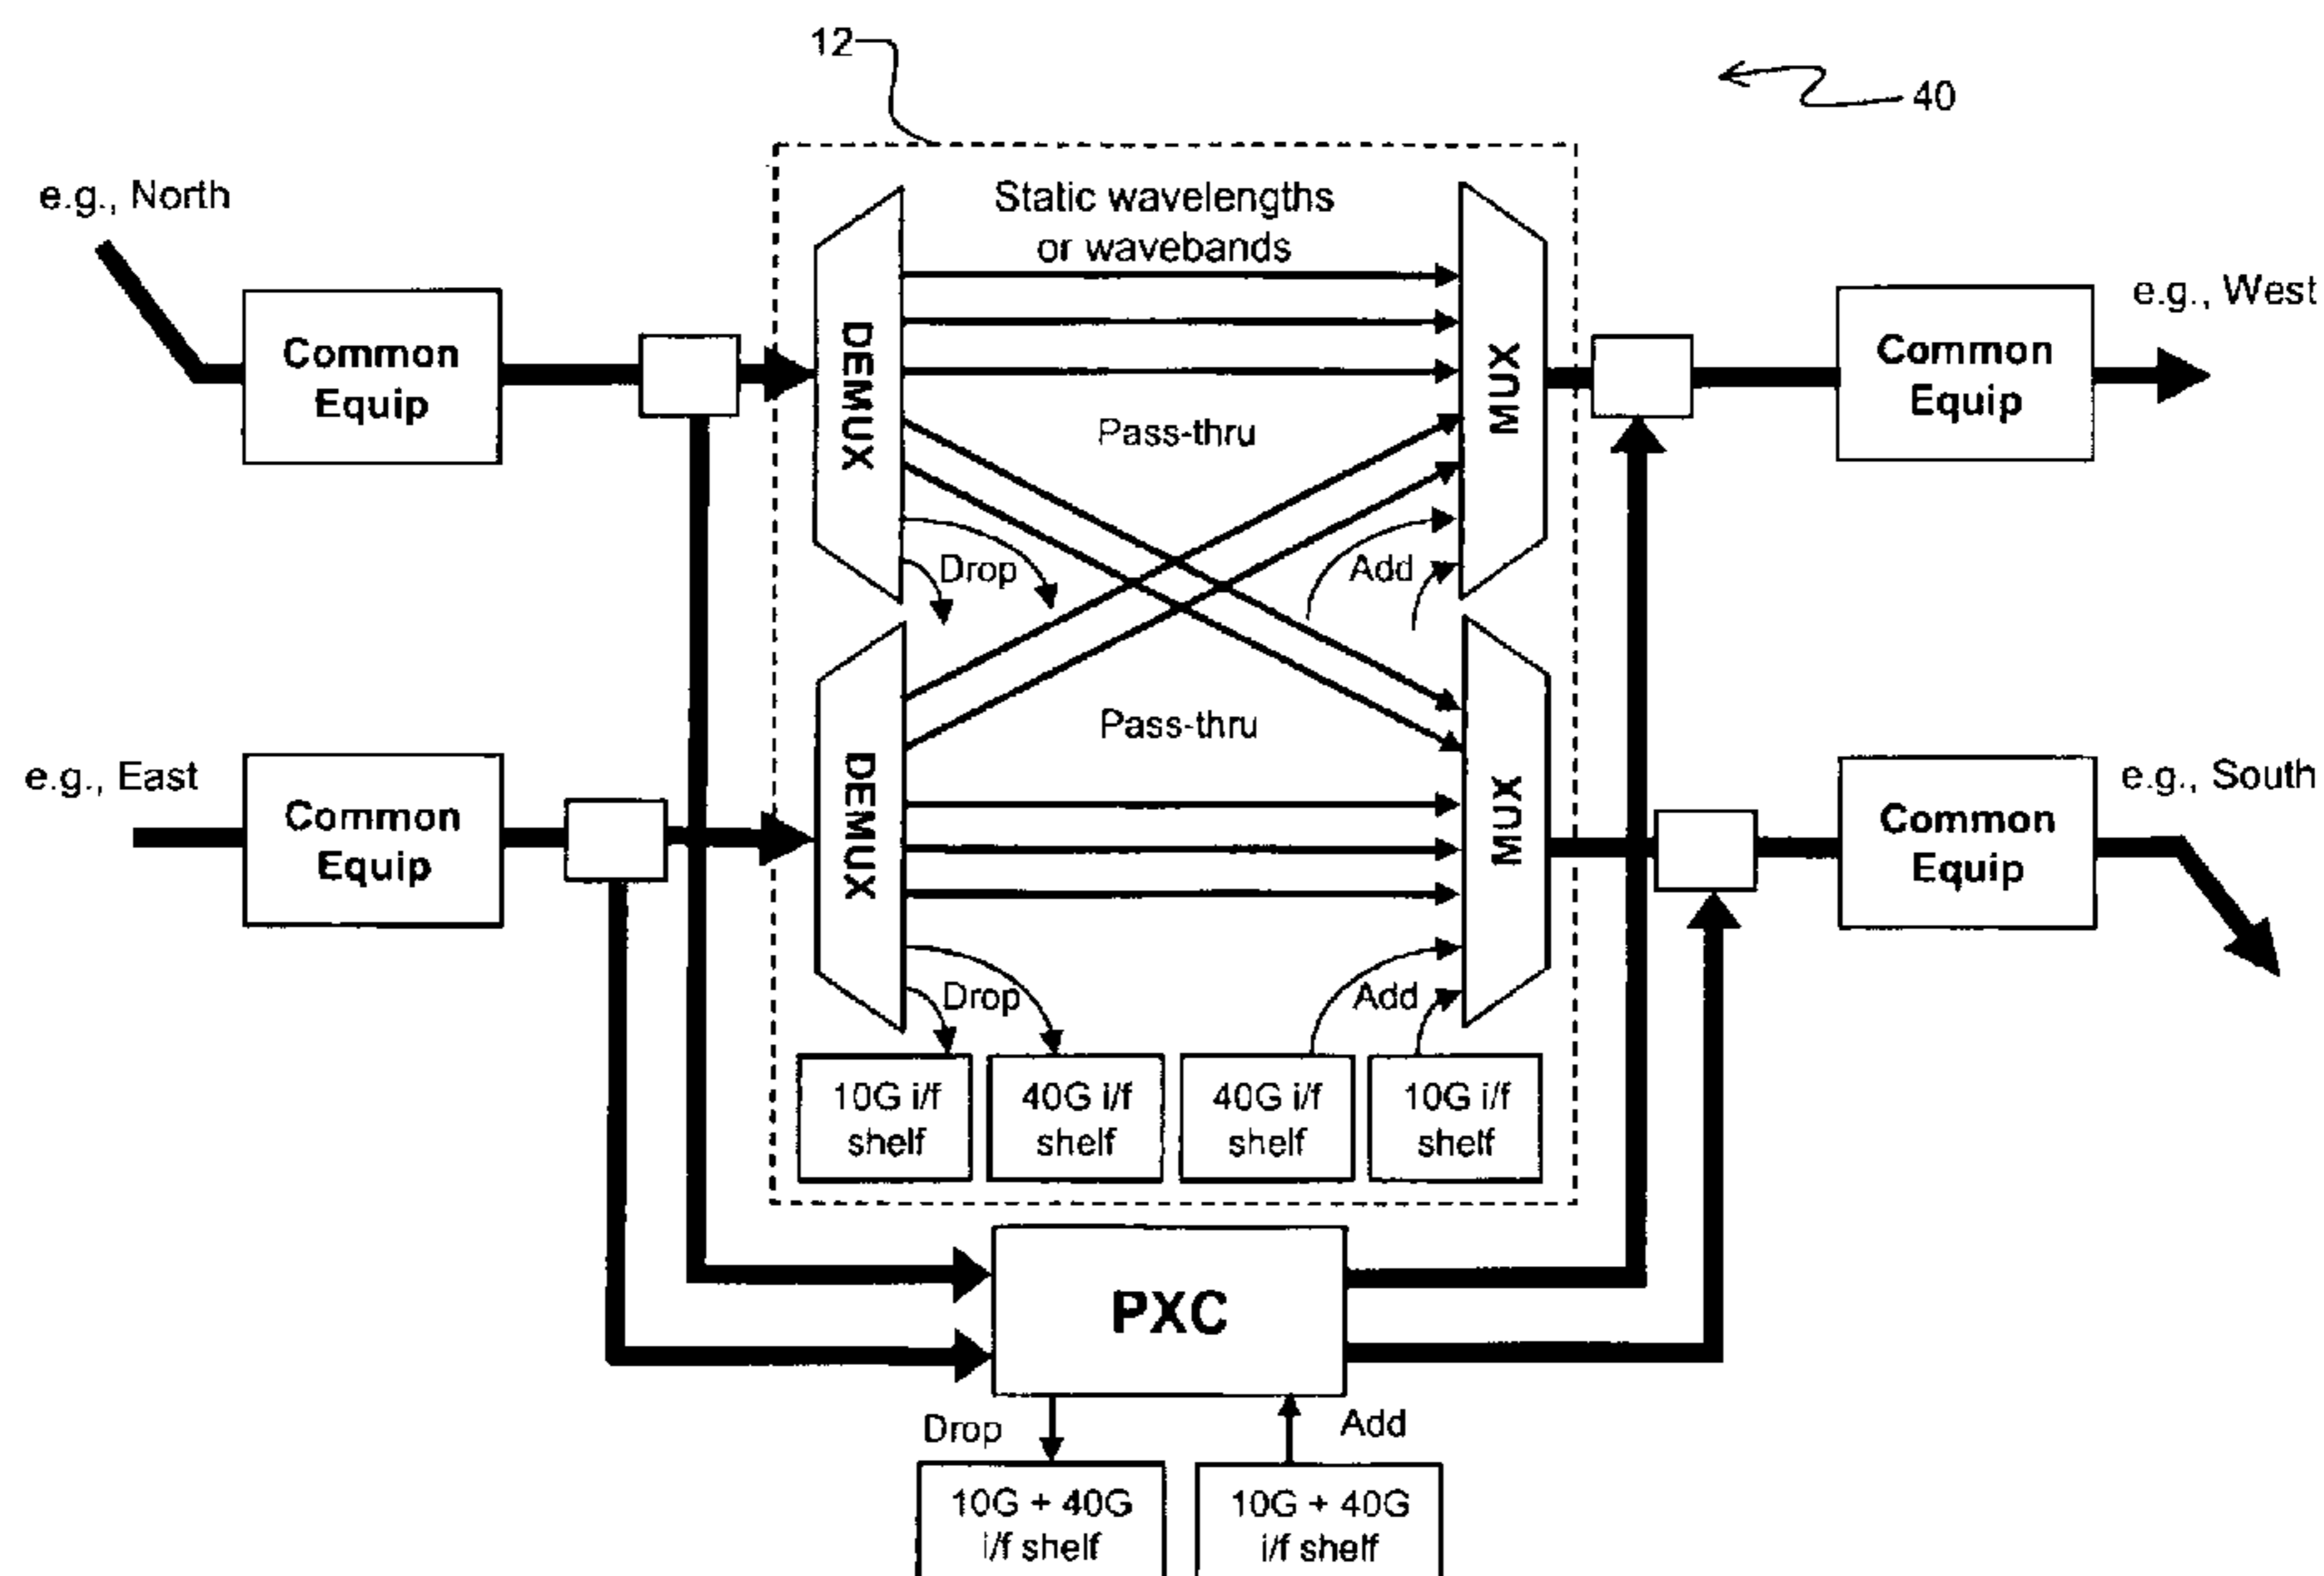 12
40
e.g., North
Static wavelengths
or wavebands
e.g., West
Common
Equip
DEMUX
MUX
Common
Equip
Pass-thru
Drop
Add
Pass-thru
e.g., East
Common
Equip
DEMUX
MUX
Common
Equip
e.g., South
Drop
Add
10G i/f
shelf
40G i/f
shelf
40G i/f
shelf
10G i/f
shelf
PXC
Drop
Add
10G + 40G
i/f shelf
10G + 40G
i/f shelf